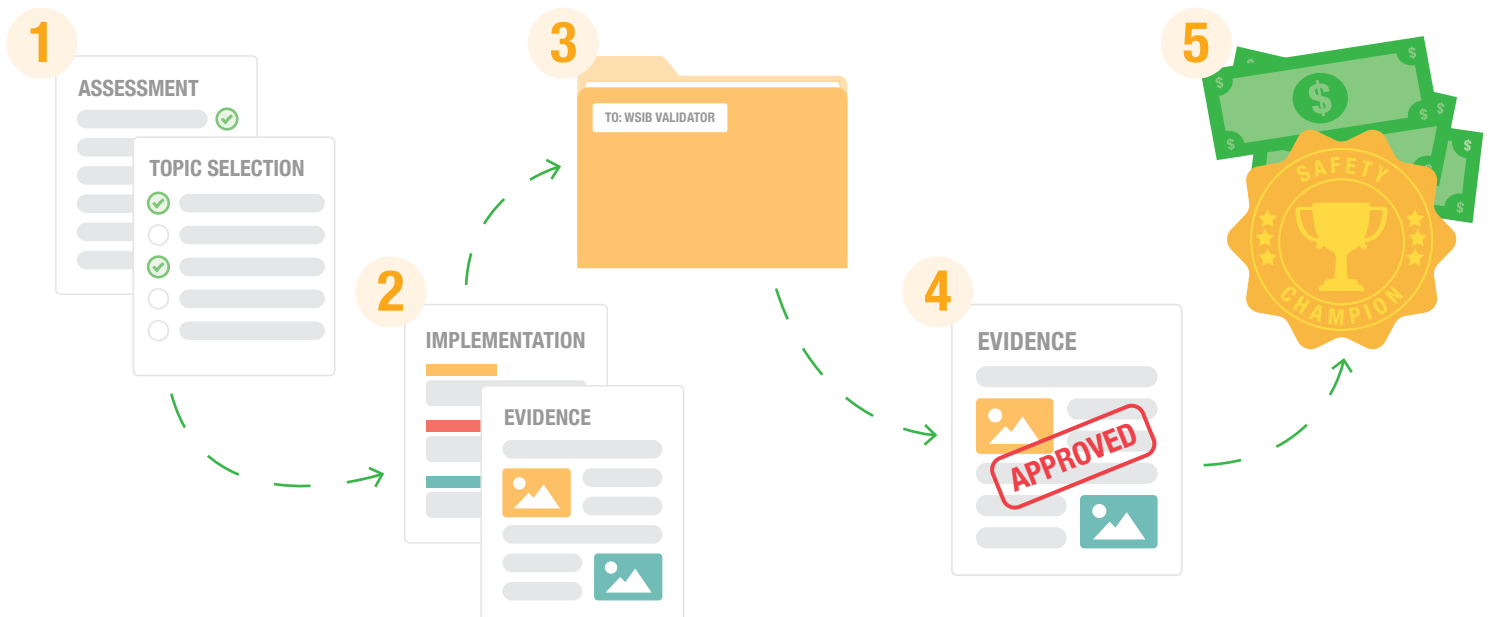 1
ASSESSMENT
TOPIC SELECTION
2
IMPLEMENTATION
EVIDENCE
3
TO: WSIB VALIDATOR
4
EVIDENCE
APPROVED
5
$
$
$
$
$
$
$
SAFETY
CHAMPION